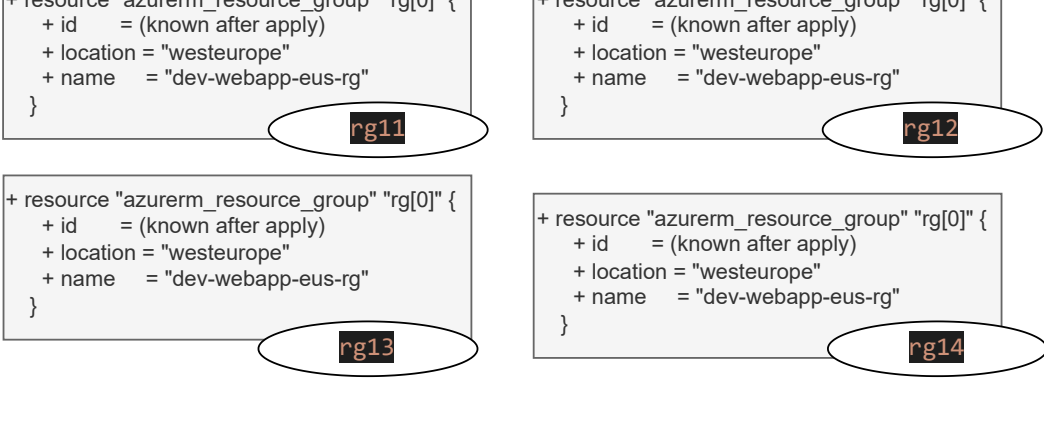 + resource "azurerm_resource_group" "rg[0]" {
+ id = (known after apply)
+ location = "westeurope"
+ name = "dev-webapp-eus-rg"
}
rg11
+ resource "azurerm_resource_group" "rg[0]" {
+ id = (known after apply)
+ location = "westeurope"
+ name = "dev-webapp-eus-rg"
}
rg12
+ resource "azurerm_resource_group" "rg[0]" {
+ id = (known after apply)
+ location = "westeurope"
+ name = "dev-webapp-eus-rg"
}
rg13
+ resource "azurerm_resource_group" "rg[0]" {
+ id = (known after apply)
+ location = "westeurope"
+ name = "dev-webapp-eus-rg"
}
rg14